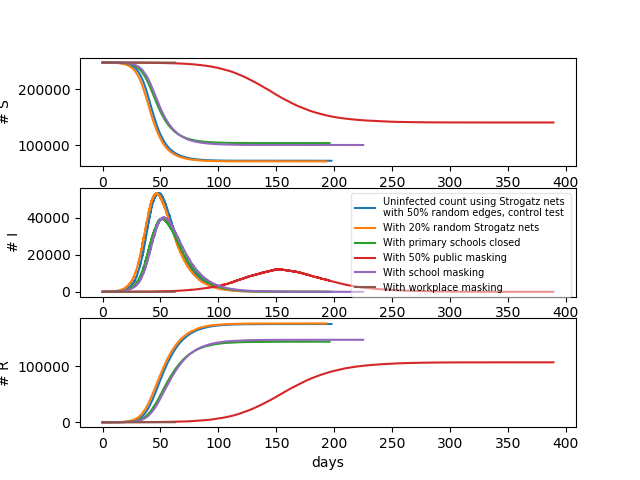 # S
200000
100000
0 50 100 150 200 250 300 350 400
# I
40000
20000
0
Uninfected count using Strogatz nets
with 50% random edges, control test
With 20% random Strogatz nets
With primary schools closed
With 50% public masking
With school masking
With workplace masking
0 50 100 150 200 250 300 350 400
# R
100000
0
0 50 100 150 200 250 300 350 400
days